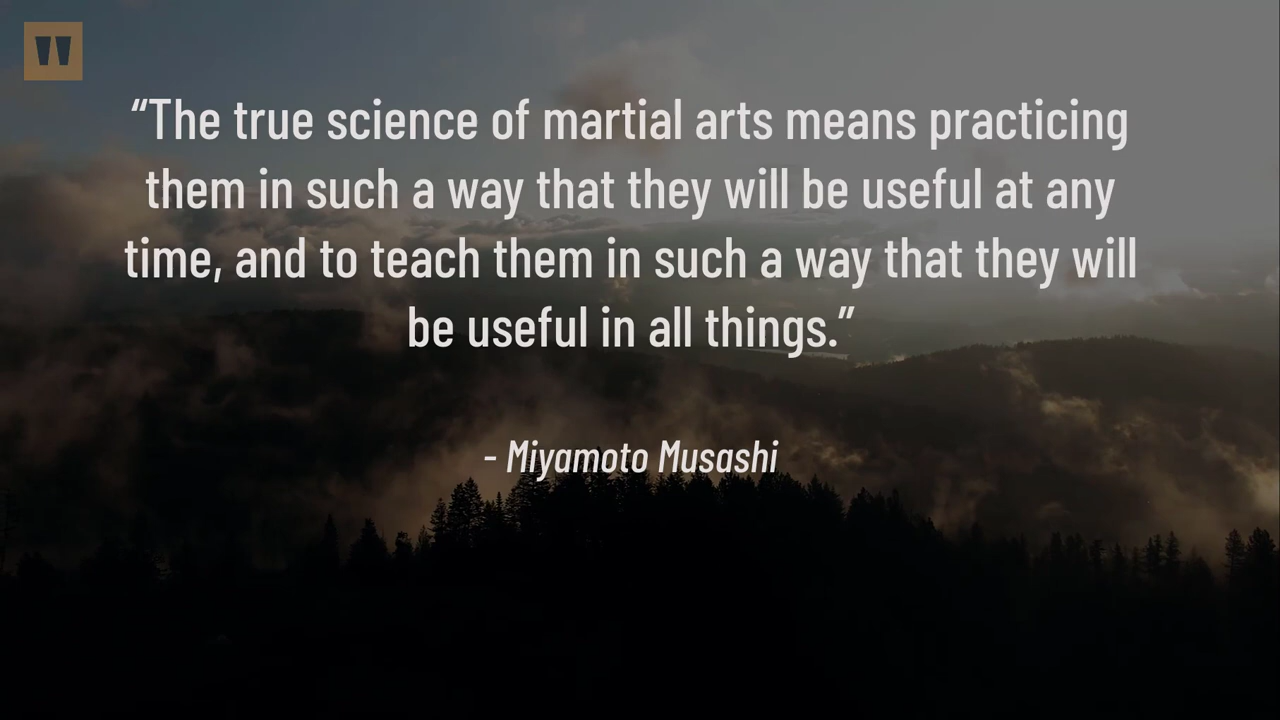 “The true science of martial arts means practicing
them in such a way that they will be useful at any
time, and to teach them in such a way that they will
be useful in all things.”
- Miyamoto Musashi